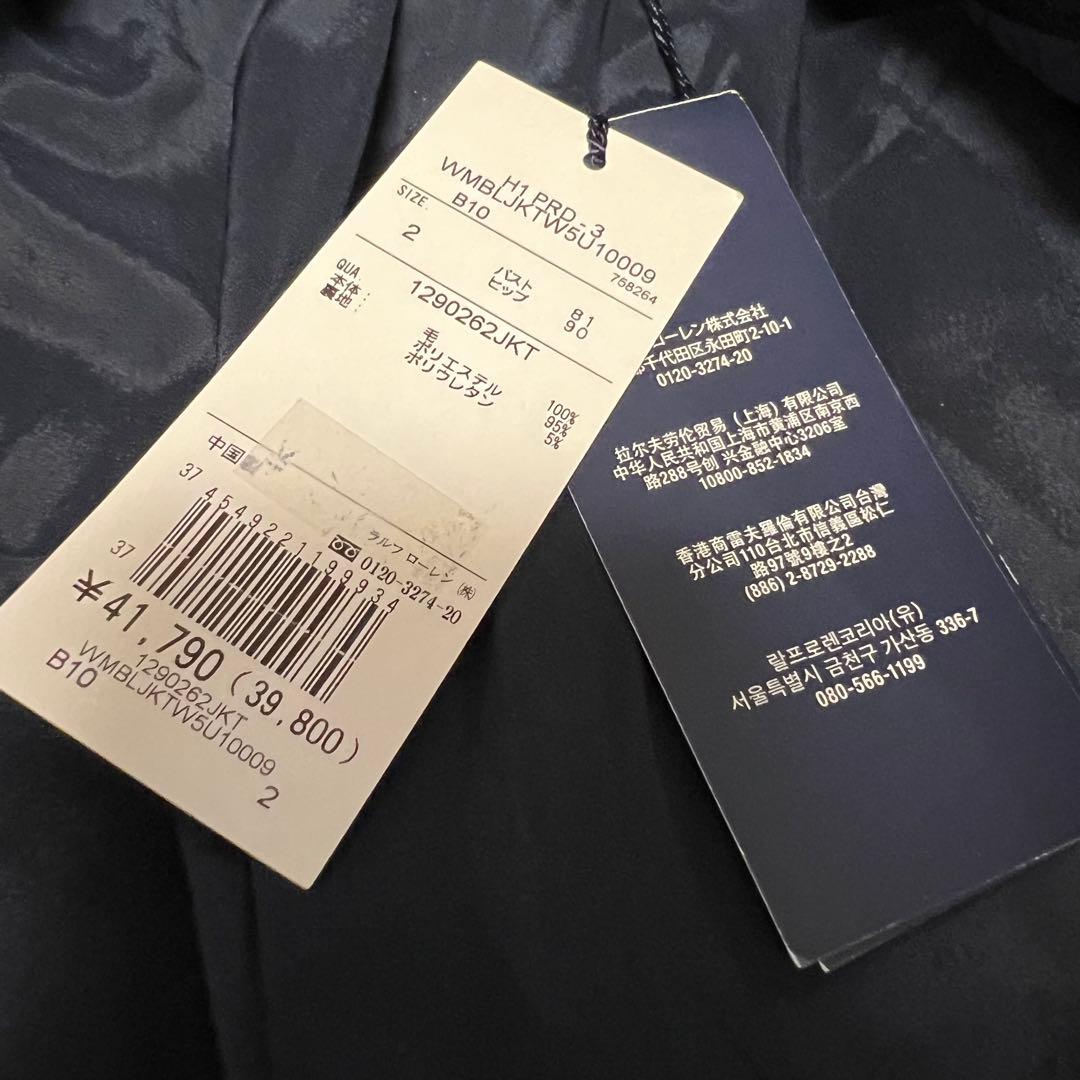 H1 PRD - 3
WMBLJKTW5U10009
SIZE. B10 768264
2 バスト 81
ヒップ 90
1290262JKT
QUA.
本体: 毛 100%
裏地: ポリエステル 95%
ポリウレタン 5%
中国
ラルフ ローレン (株)
0120-3274-20
37 4549221199934
37
¥41,790 (39,800)
1290262JKT
WMBLJKTW5U10009
B10 2
ローレン株式会社
千代田区永田町2-10-1
0120-3274-20
拉尔夫劳伦贸易（上海）有限公司
中华人民共和国上海市黄浦区南京西
路288号创 兴金融中心3206室
10800-852-1834
香港商雷夫羅倫有限公司台灣
分公司110台北市信義區松仁
路97號9樓之2
(886) 2-8729-2288
랄프로렌코리아(유)
서울특별시 금천구 가산동 336-7
080-566-1199